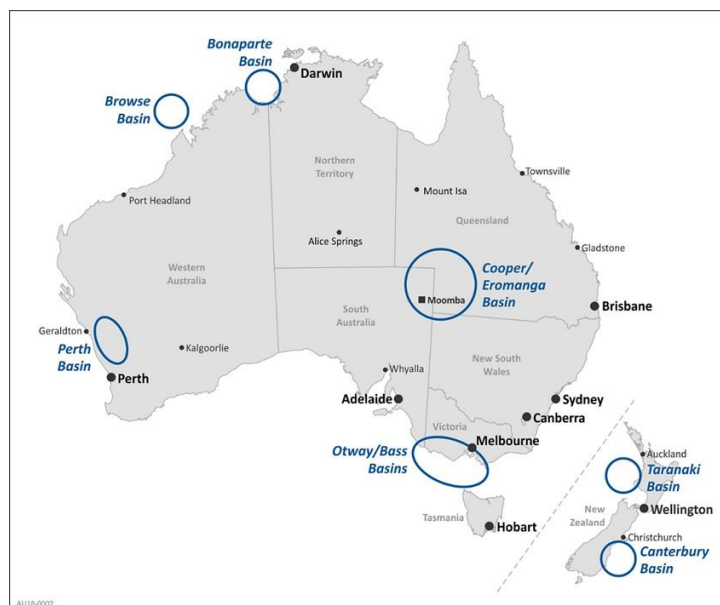 Bonaparte
Basin
Darwin
Browse
Basin
Northern
Territory
Townsville
Mount Isa
Port Headland
Queensland
Alice Springs
Gladstone
Western
Australia
Cooper/
Eromanga
Basin
Moomba
Brisbane
South
Australia
Geraldton
Perth
Basin
Kalgoorlie
New South
Wales
Whyalla
Perth
Adelaide
Sydney
Canberra
Victoria
Melbourne
Otway/Bass
Basins
Auckland
Taranaki
Basin
Wellington
New
Zealand
Tasmania
Hobart
Christchurch
Canterbury
Basin
AU16-0002